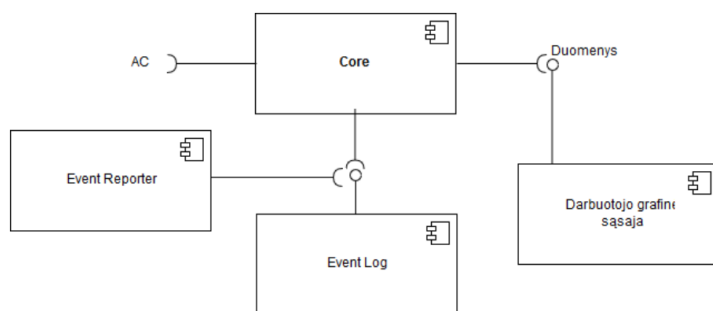 AC
Core
Duomenys
Event Reporter
Darbuotojo grafinė
sąsaja
Event Log